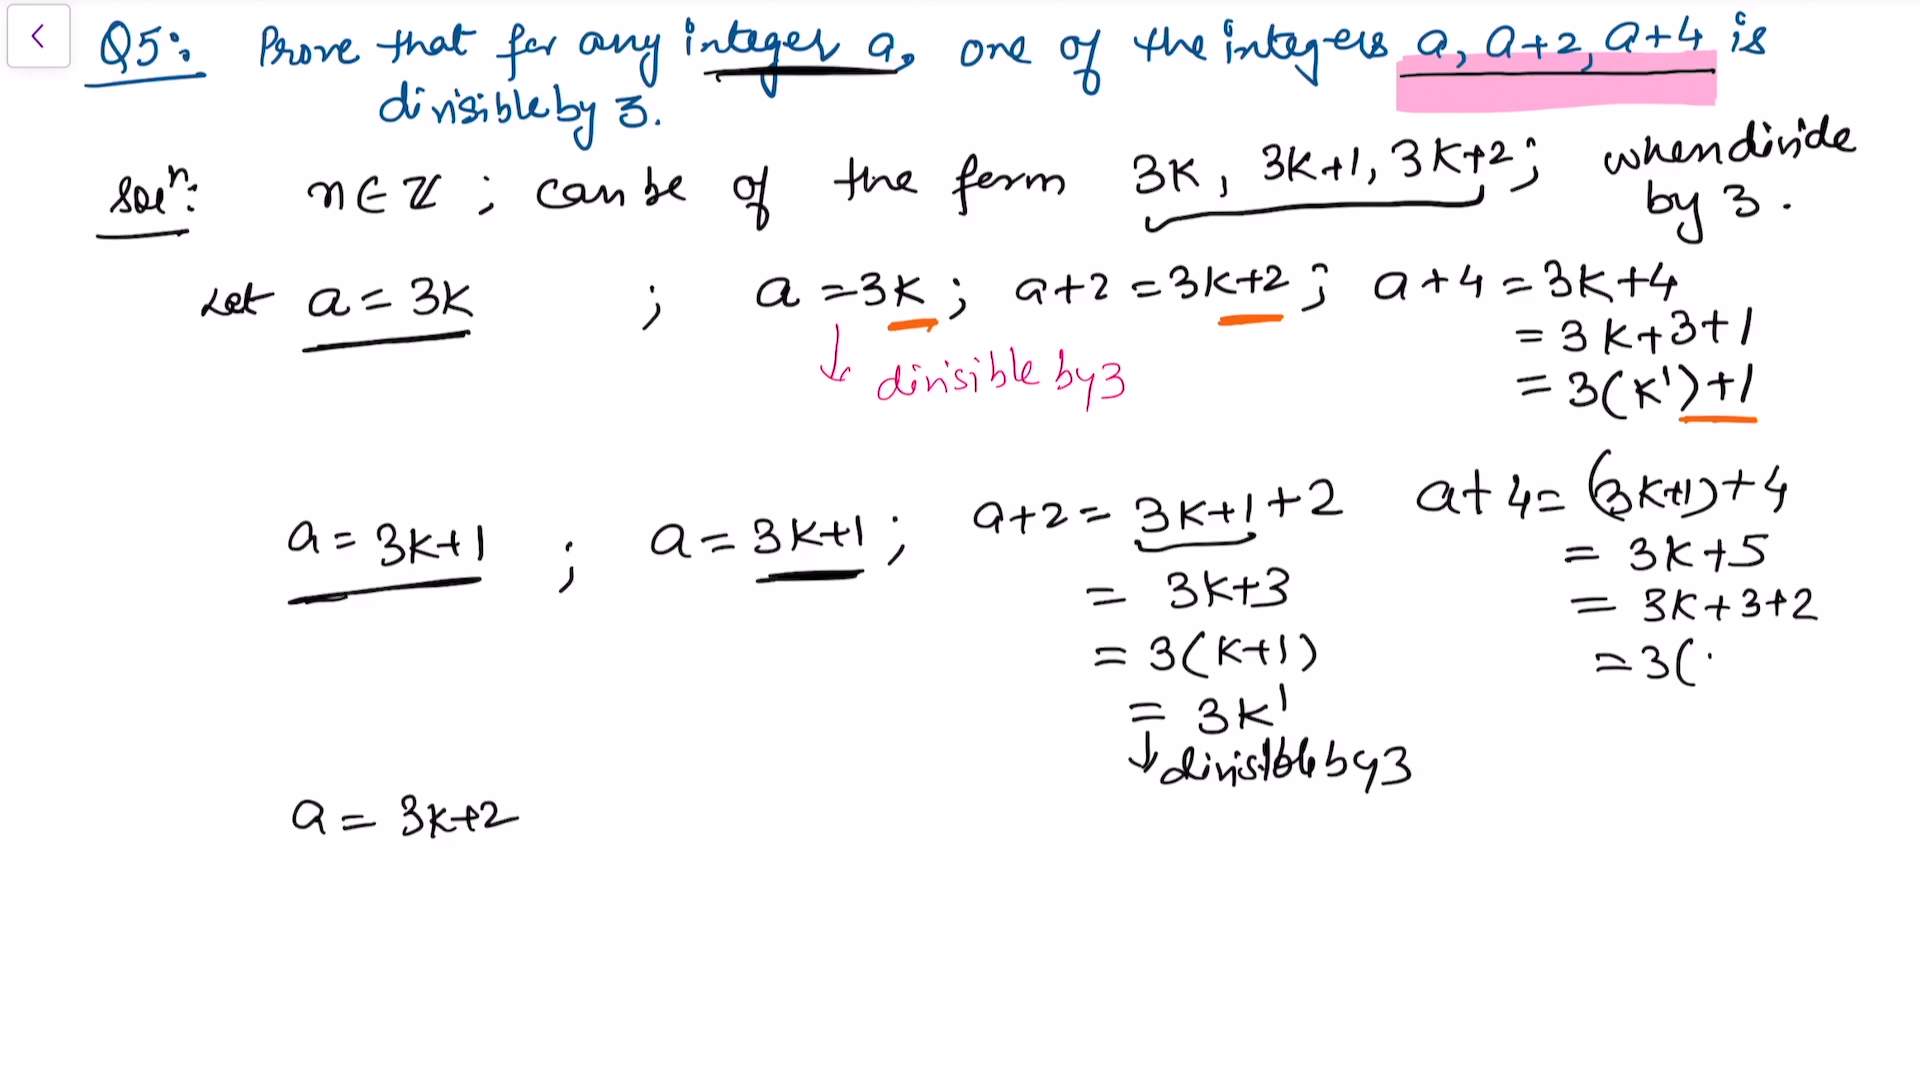 Q5: Prove that for any integer a, one of the integers a, a+2, a+4 is
divisible by 3.
Solⁿ: n∈ℤ ; can be of the form 3K, 3K+1, 3K+2 ; when divide
by 3.
Let a = 3K ; a = 3K ; a+2 = 3K+2 ; a+4 = 3K+4
= 3K+3+1
↓ divisible by 3
= 3(K')+1
a = 3K+1 ; a = 3K+1 ; a+2 = 3K+1+2 a+4 = (3K+1)+4
= 3K+3 = 3K+5
= 3(K+1) = 3K+3+2
= 3K' = 3(
↓ divisible by 3
a = 3K+2